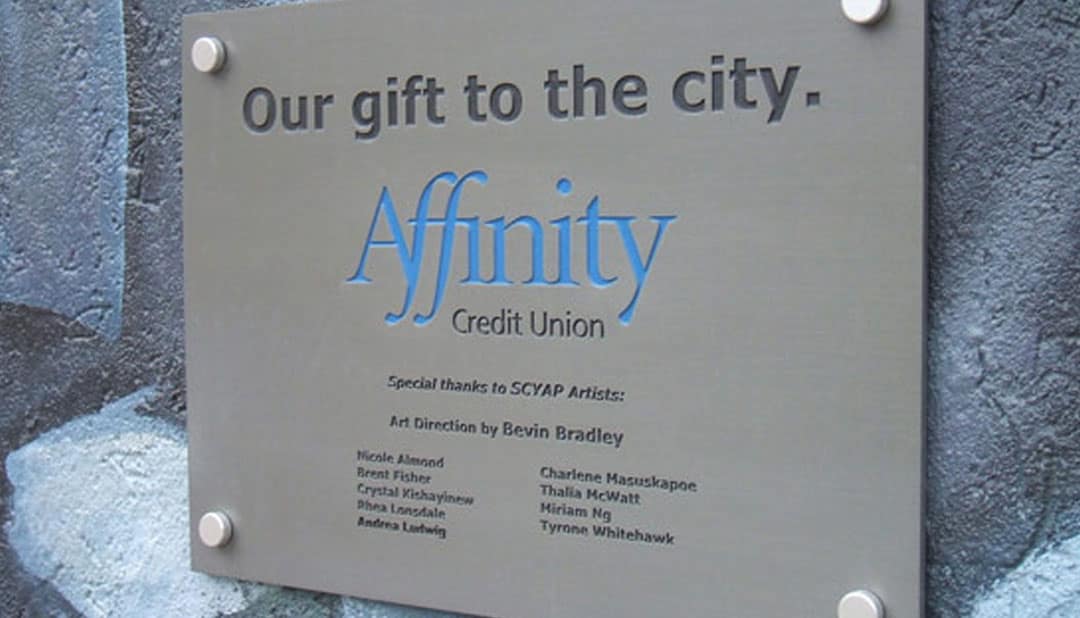 Our gift to the city.
Affinity
Credit Union
Special thanks to SCYAP Artists:
Art Direction by Bevin Bradley
Nicole Almond
Brent Fisher
Crystal Kishayinew
Rhea Lonsdale
Andrea Ludwig
Charlene Masuskapoe
Thalia McWatt
Miriam Ng
Tyrone Whitehawk